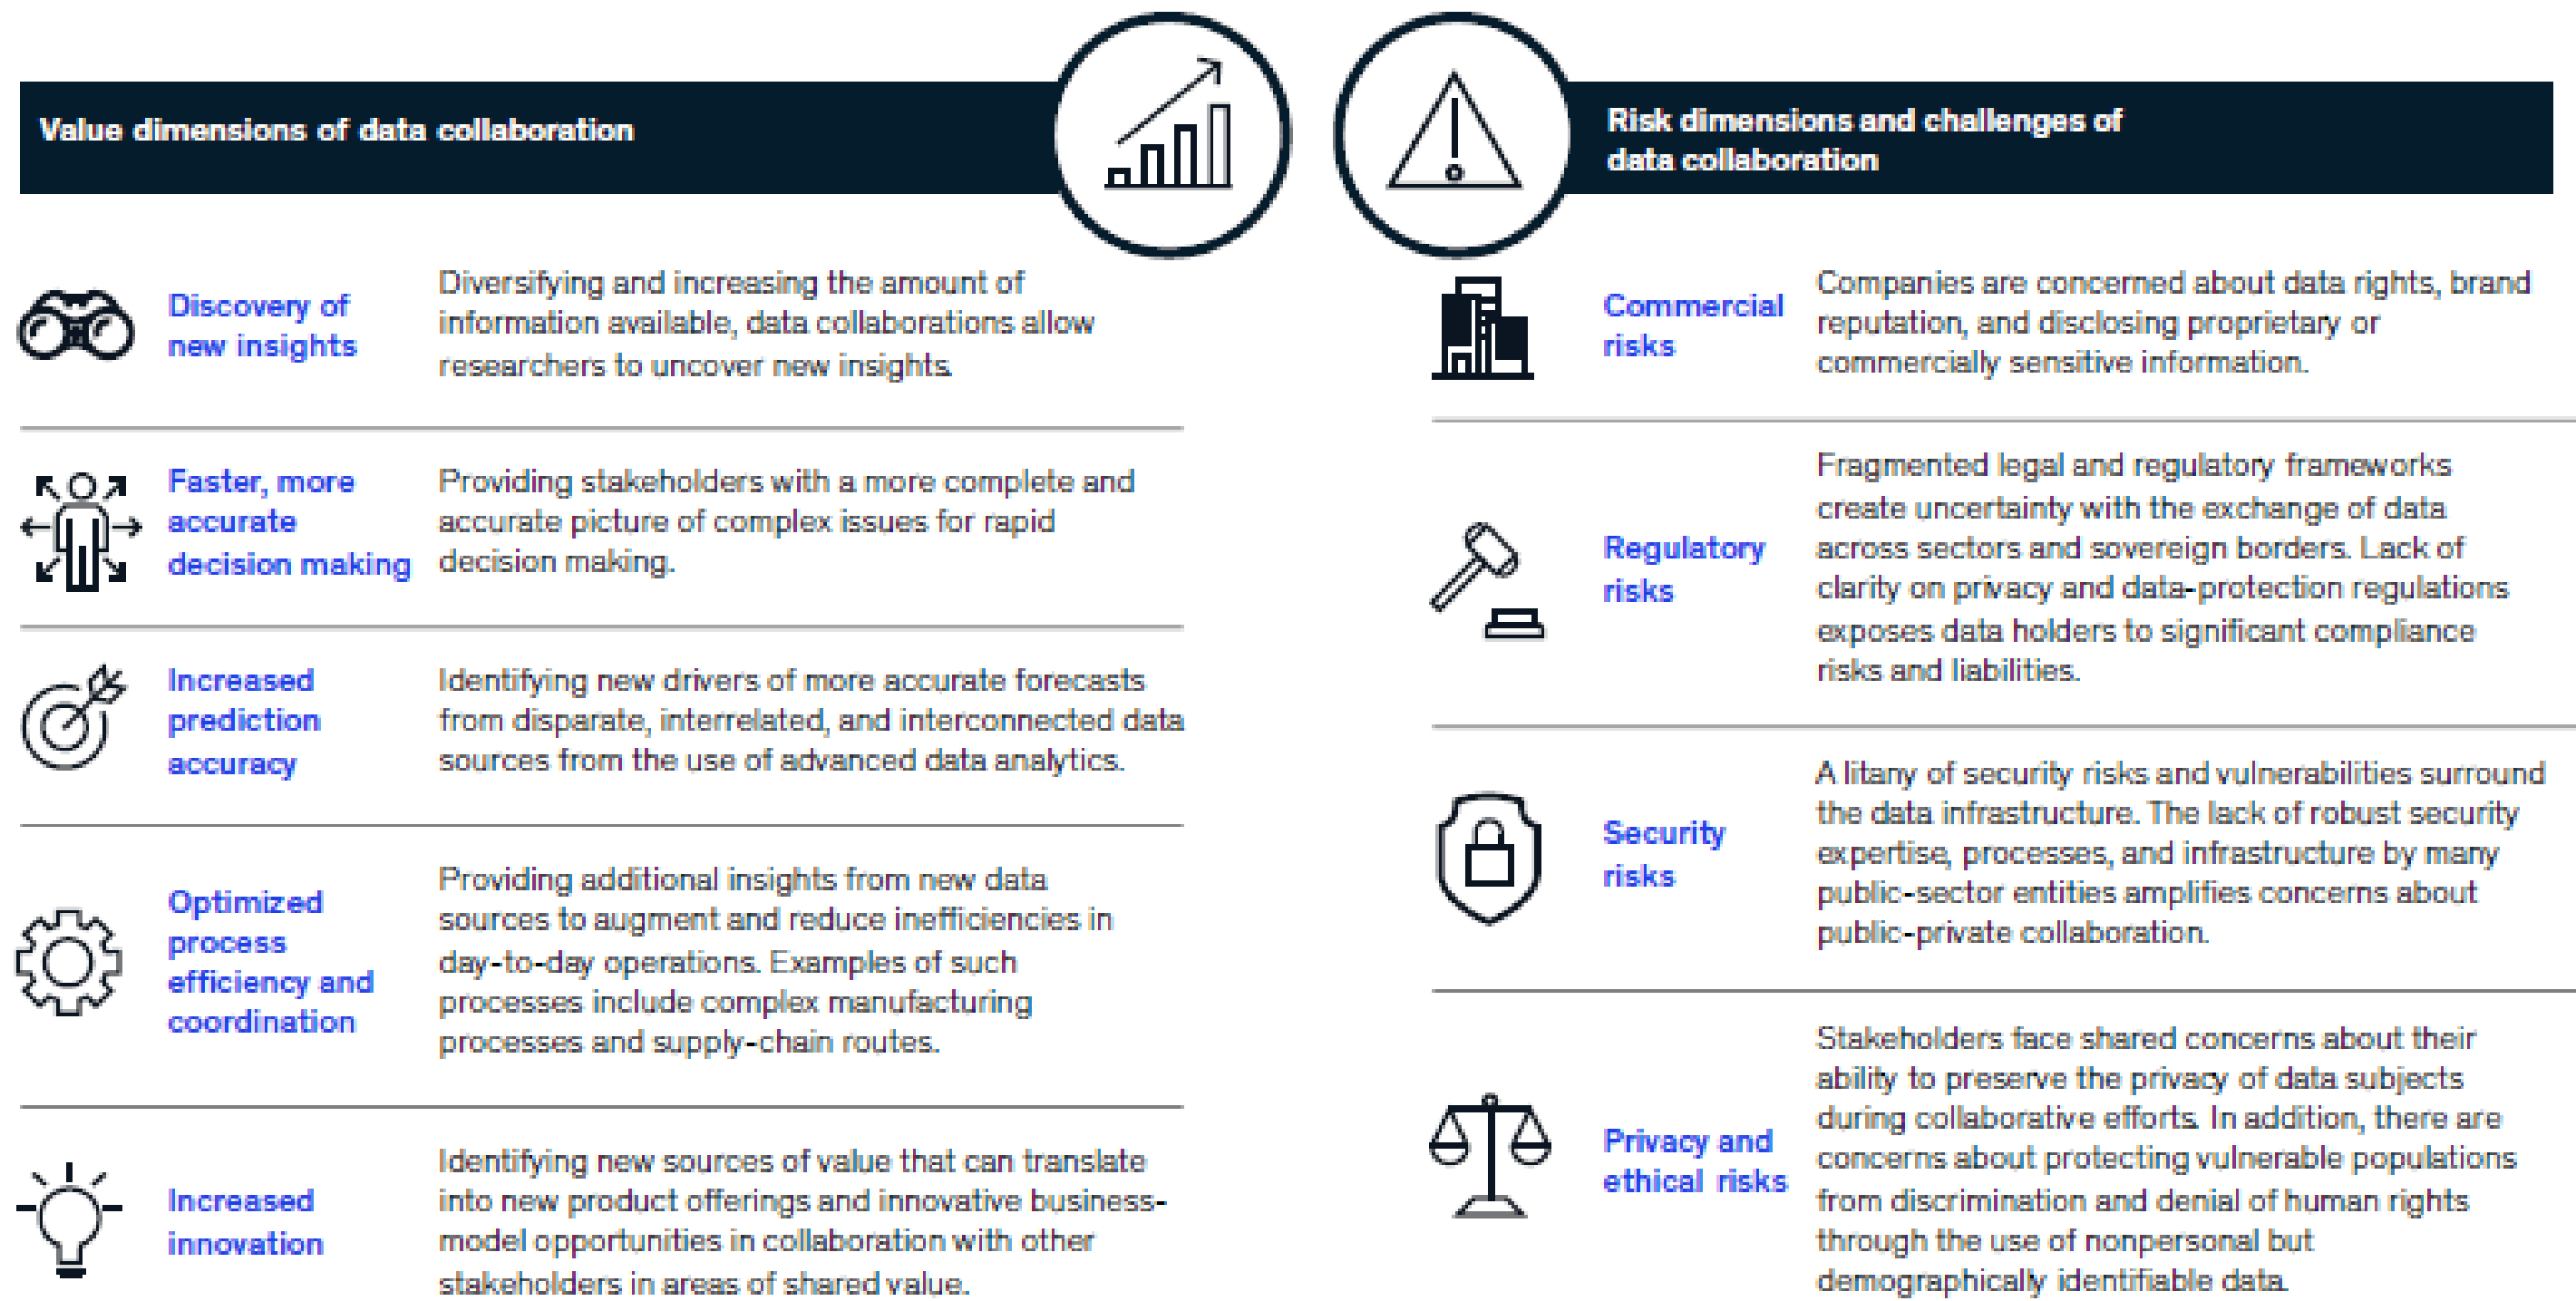 Value dimensions of data collaboration
Discovery of
new insights
Diversifying and increasing the amount of
information available, data collaborations allow
researchers to uncover new insights.
Faster, more
accurate
decision making
Providing stakeholders with a more complete and
accurate picture of complex issues for rapid
decision making.
Increased
prediction
accuracy
Identifying new drivers of more accurate forecasts
from disparate, interrelated, and interconnected data
sources from the use of advanced data analytics.
Optimized
process
efficiency and
coordination
Providing additional insights from new data
sources to augment and reduce inefficiencies in
day-to-day operations. Examples of such
processes include complex manufacturing
processes and supply-chain routes.
Increased
innovation
Identifying new sources of value that can translate
into new product offerings and innovative business-
model opportunities in collaboration with other
stakeholders in areas of shared value.
Risk dimensions and challenges of
data collaboration
Commercial
risks
Companies are concerned about data rights, brand
reputation, and disclosing proprietary or
commercially sensitive information.
Regulatory
risks
Fragmented legal and regulatory frameworks
create uncertainty with the exchange of data
across sectors and sovereign borders. Lack of
clarity on privacy and data-protection regulations
exposes data holders to significant compliance
risks and liabilities.
Security
risks
A litany of security risks and vulnerabilities surround
the data infrastructure. The lack of robust security
expertise, processes, and infrastructure by many
public-sector entities amplifies concerns about
public-private collaboration.
Privacy and
ethical risks
Stakeholders face shared concerns about their
ability to preserve the privacy of data subjects
during collaborative efforts. In addition, there are
concerns about protecting vulnerable populations
from discrimination and denial of human rights
through the use of nonpersonal but
demographically identifiable data.